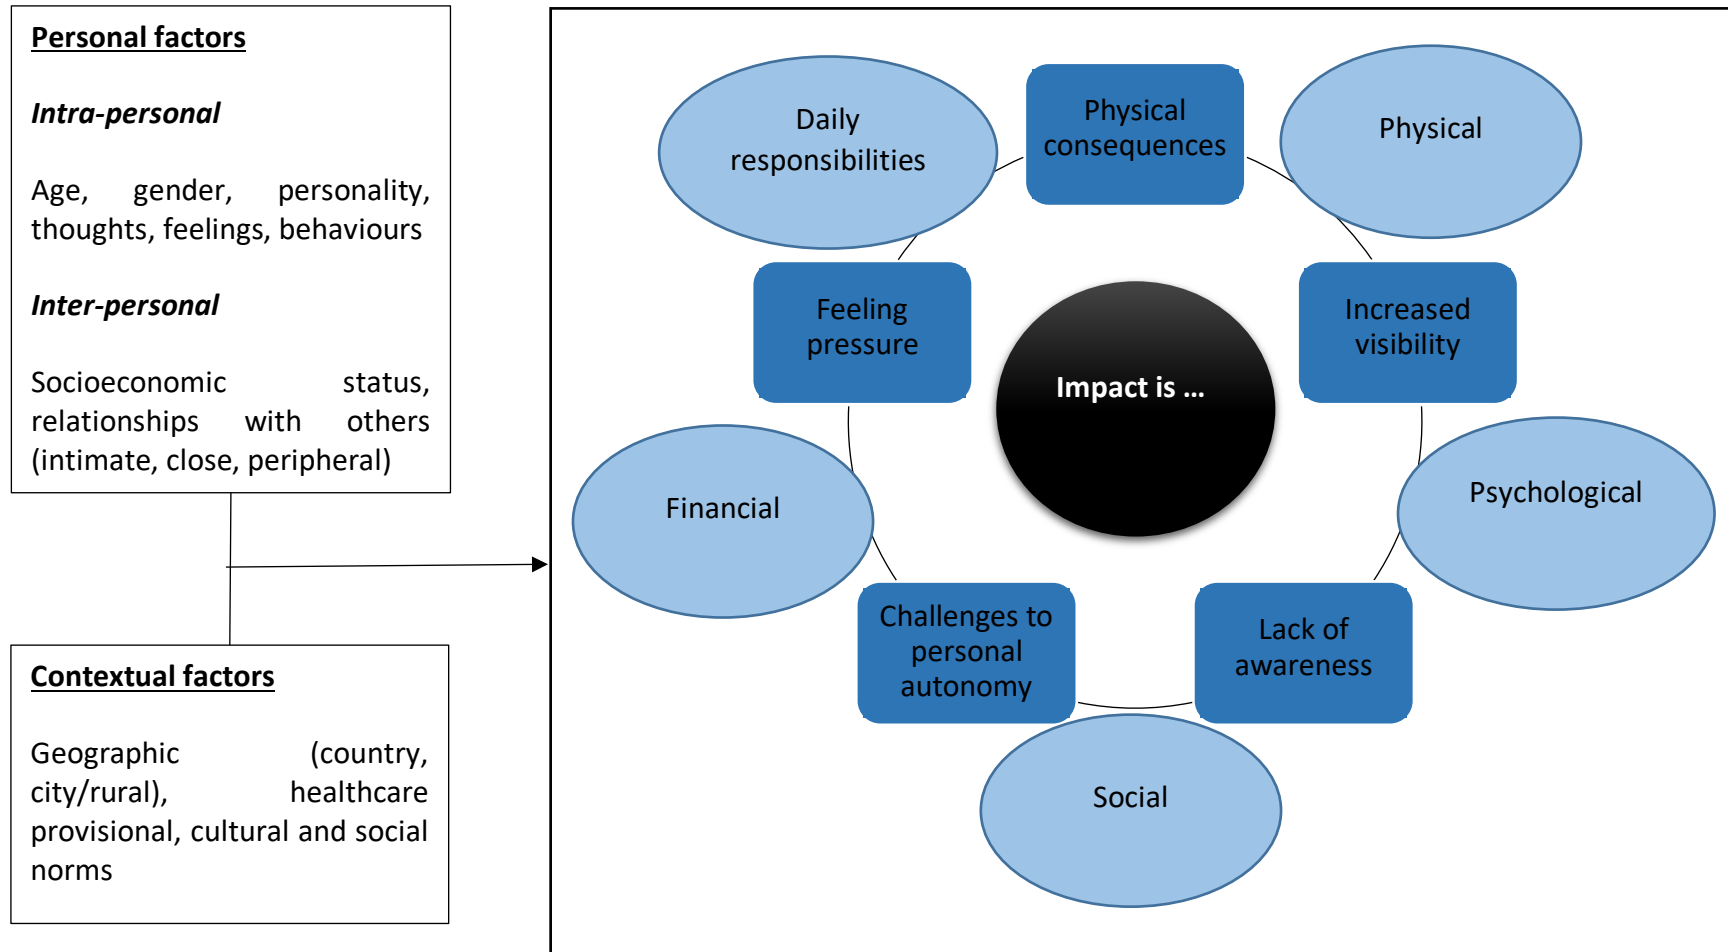 Personal factors
Intra-personal
Age, gender, personality,
thoughts, feelings, behaviours
Inter-personal
Socioeconomic status,
relationships with others
(intimate, close, peripheral)
Contextual factors
Geographic (country,
city/rural), healthcare
provisional, cultural and social
norms
Daily
responsibilities
Physical
consequences
Physical
Feeling
pressure
Increased
visibility
Impact is ...
Financial
Psychological
Challenges to
personal
autonomy
Lack of
awareness
Social